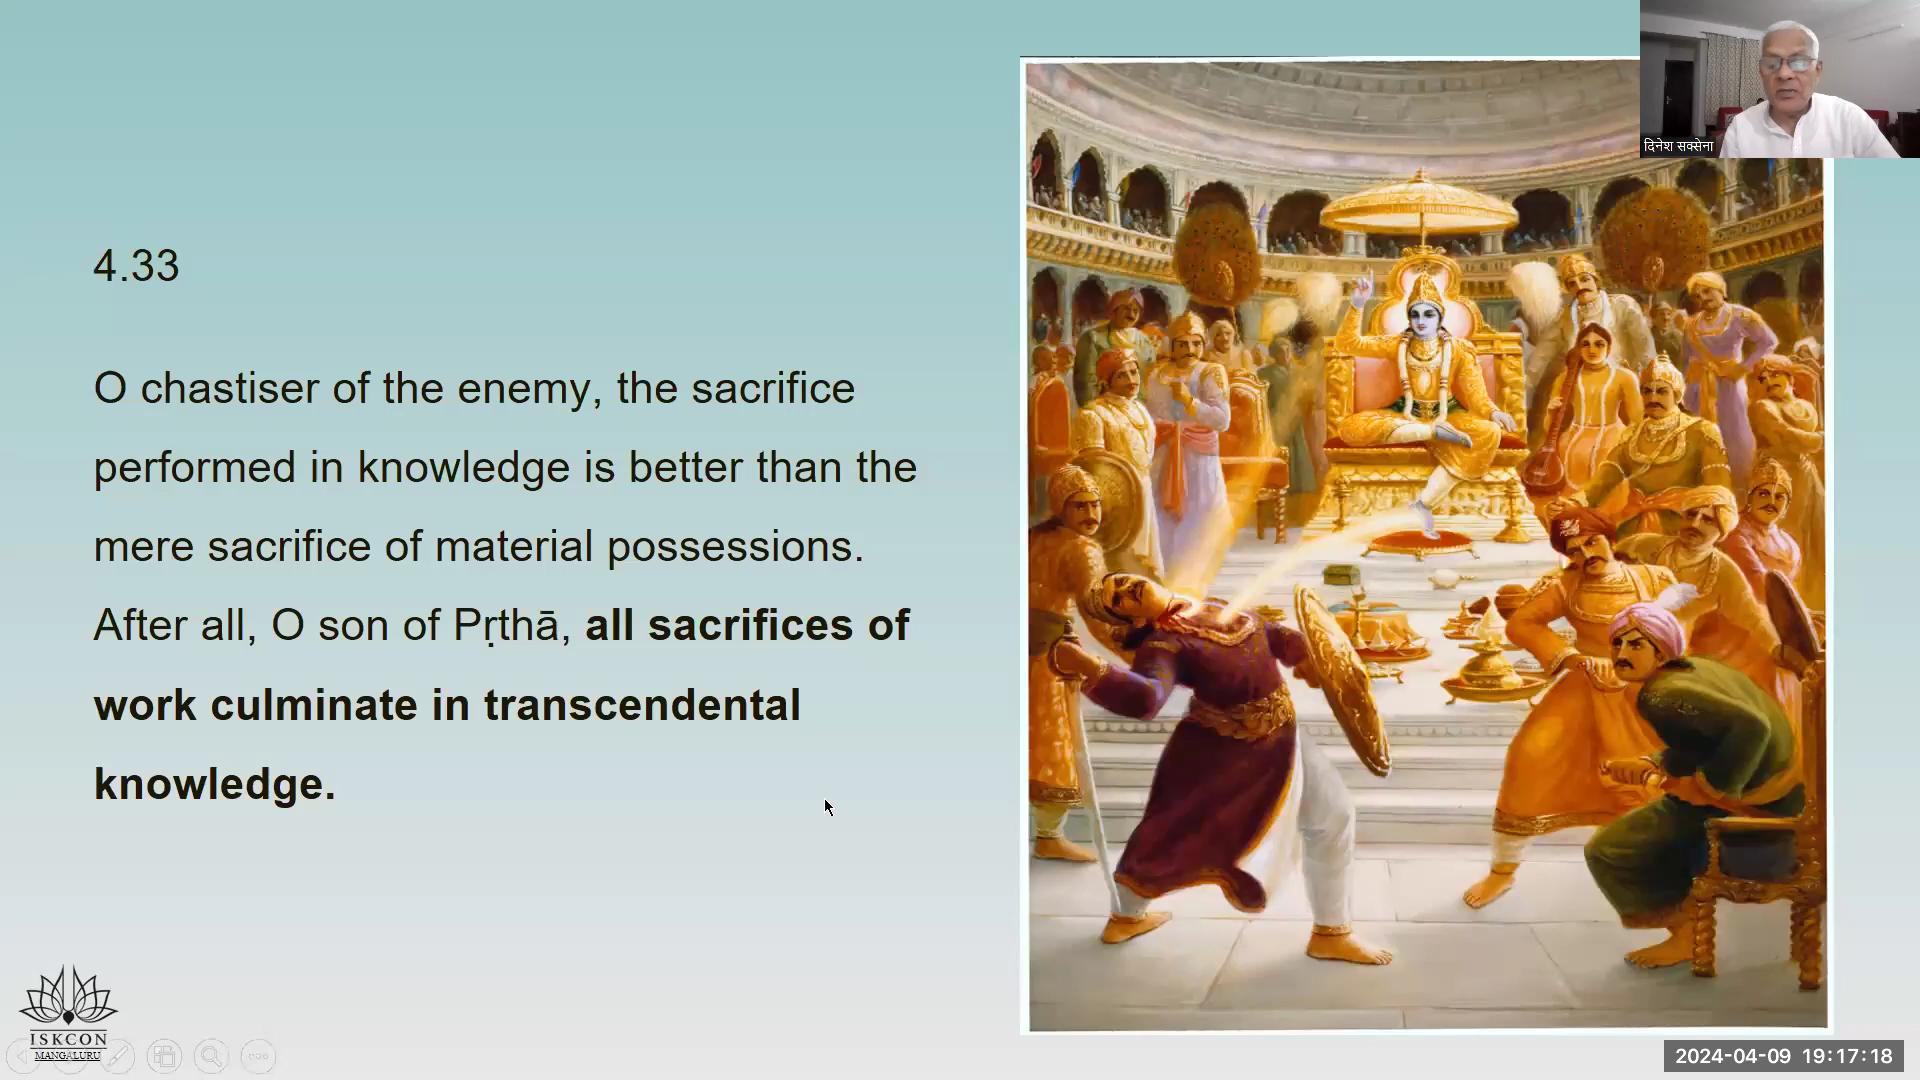 दिनेश सक्सेना
4.33
O chastiser of the enemy, the sacrifice
performed in knowledge is better than the
mere sacrifice of material possessions.
After all, O son of Pṛthā, all sacrifices of
work culminate in transcendental
knowledge.
ISKCON
MANGALURU
2024-04-09 19:17:18